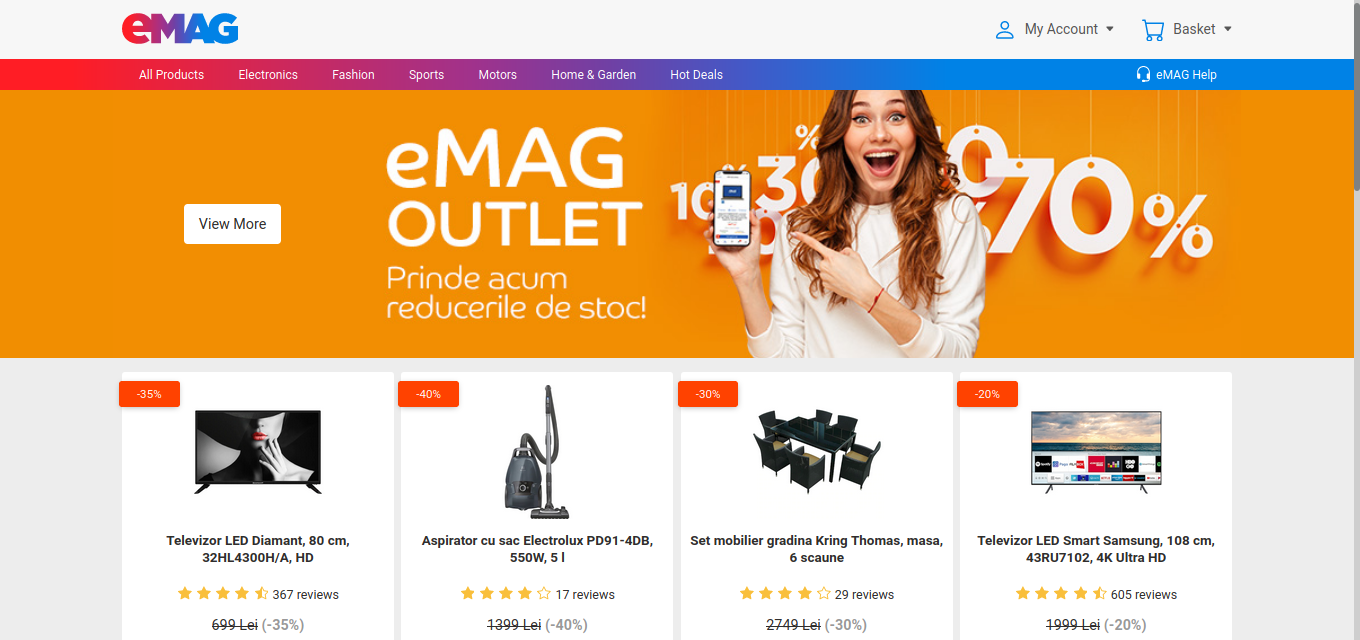 eMAG
My Account
Basket
All Products
Electronics
Fashion
Sports
Motors
Home & Garden
Hot Deals
eMAG Help
View More
eMAG
OUTLET
Prinde acum
reducerile de stoc!
%
30
70%
-35%
-40%
-30%
-20%
Televizor LED Diamant, 80 cm,
32HL4300H/A, HD
367 reviews
699 Lei (-35%)
Aspirator cu sac Electrolux PD91-4DB,
550W, 5 l
17 reviews
1399 Lei (-40%)
Set mobilier gradina Kring Thomas, masa,
6 scaune
29 reviews
2749 Lei (-30%)
Televizor LED Smart Samsung, 108 cm,
43RU7102, 4K Ultra HD
605 reviews
1999 Lei (-20%)